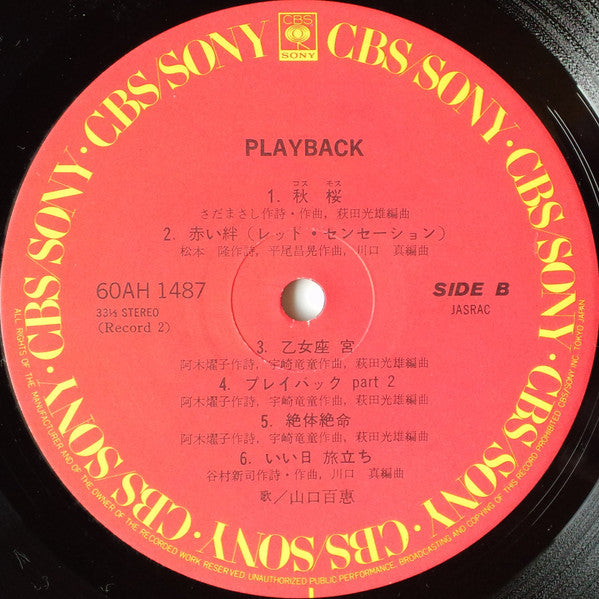 CBS
SONY
CBS/SONY · CBS/SONY · CBS/SONY · CBS/SONY · CBS/SONY · CBS/SONY · CBS/SONY · CBS/SONY
PLAYBACK
コス モス
1. 秋 桜
さだまさし作詩・作曲, 萩田光雄編曲
2. 赤い絆 (レッド・センセーション)
松本 隆作詩, 平尾昌晃作曲, 川口 真編曲
60AH 1487
SIDE B
33⅓ STEREO
JASRAC
(Record 2)
3. 乙女座 宮
阿木燿子作詩, 宇崎竜童作曲, 萩田光雄編曲
4. プレイバック part 2
阿木燿子作詩, 宇崎竜童作曲, 萩田光雄編曲
5. 絶体絶命
阿木燿子作詩, 宇崎竜童作曲, 萩田光雄編曲
6. いい日 旅立ち
谷村新司作詩・作曲, 川口 真編曲
歌/山口百恵
ALL RIGHTS OF THE MANUFACTURER AND OF THE OWNER OF THE RECORDED WORK RESERVED. UNAUTHORIZED PUBLIC PERFORMANCE, BROADCASTING AND COPYING OF THIS RECORD PROHIBITED. CBS/SONY INC. TOKYO JAPAN